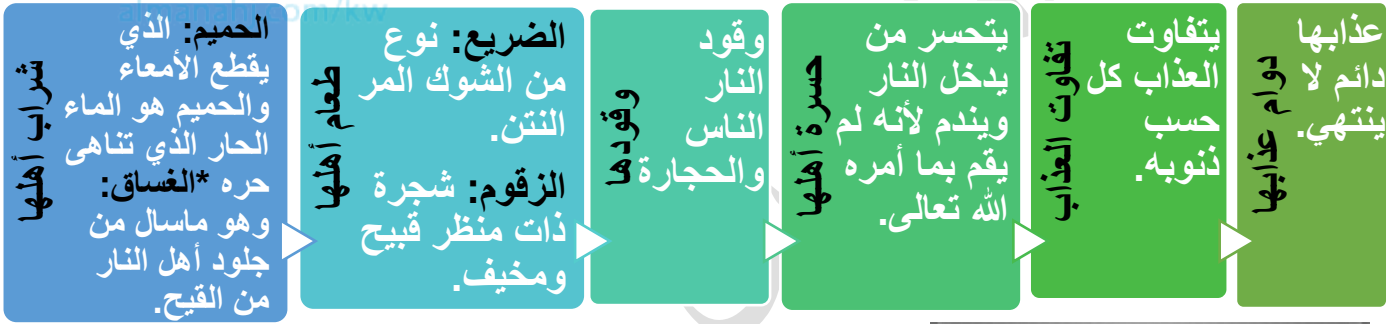 almanahj.com/kw
شراب أهلها
الحميم: الذي
يقطع الأمعاء
والحميم هو الماء
الحار الذي تناهى
حره *الغساق:
وهو ماسال من
جلود أهل النار
من القيح.
طعام أهلها
الضريع: نوع
من الشوك المر
النتن.
الزقوم: شجرة
ذات منظر قبيح
ومخيف.
وقودها
وقود
النار
الناس
والحجارة
حسرة أهلها
يتحسر من
يدخل النار
ويندم لأنه لم
يقم بما أمره
الله تعالى.
تفاوت العذاب
يتفاوت
العذاب كل
حسب
ذنوبه.
دوام عذابها
عذابها
دائم لا
ينتهي.